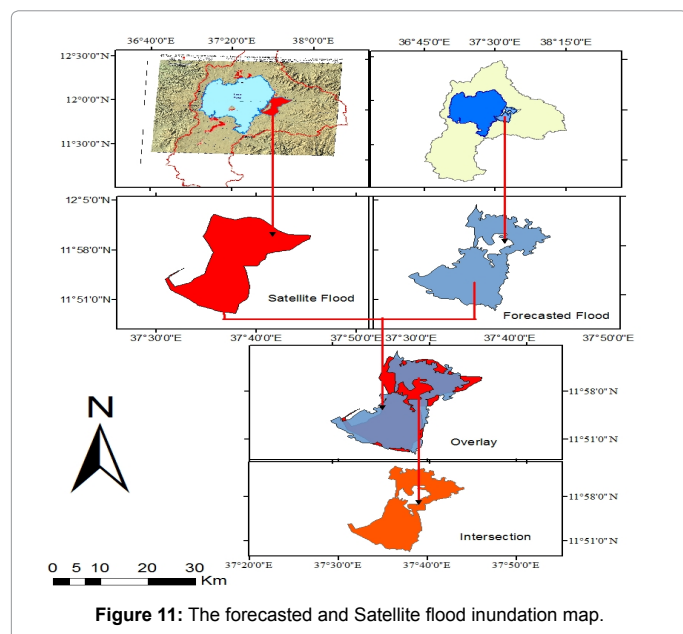 36°40'0"E 37°20'0"E 38°0'0"E
36°45'0"E 37°30'0"E 38°15'0"E
12°30'0"N
12°0'0"N
11°30'0"N
12°5'0"N
11°58'0"N
11°51'0"N
Satellite Flood
Forecasted Flood
37°30'0"E 37°40'0"E 37°50'0"E
37°30'0"E 37°40'0"E 37°50'0"E
N
11°58'0"N
11°51'0"N
Overlay
11°58'0"N
11°51'0"N
Intersection
37°20'0"E 37°30'0"E 37°40'0"E 37°50'0"E
0 5 10 20 30
Km
Figure 11: The forecasted and Satellite flood inundation map.